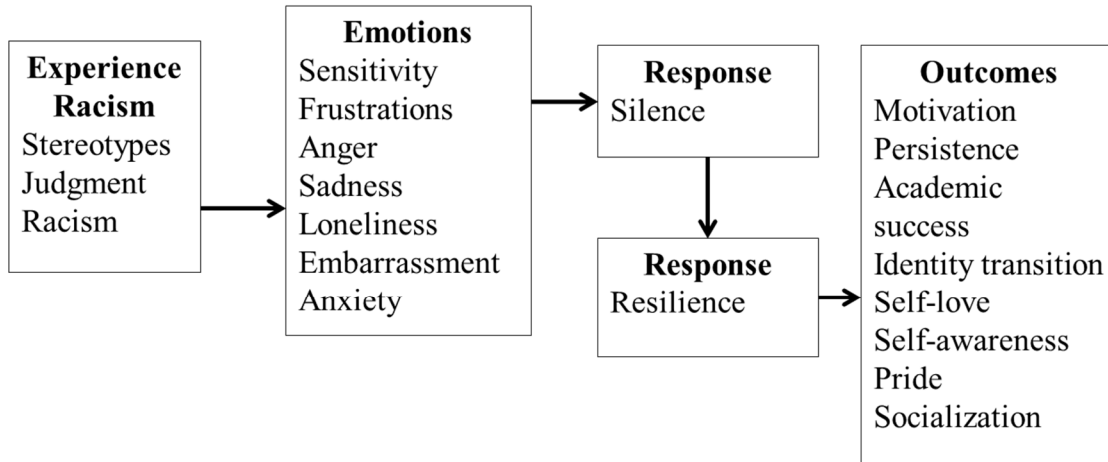 Experience
Racism
Stereotypes
Judgment
Racism
Emotions
Sensitivity
Frustrations
Anger
Sadness
Loneliness
Embarrassment
Anxiety
Response
Silence
Response
Resilience
Outcomes
Motivation
Persistence
Academic
success
Identity transition
Self-love
Self-awareness
Pride
Socialization